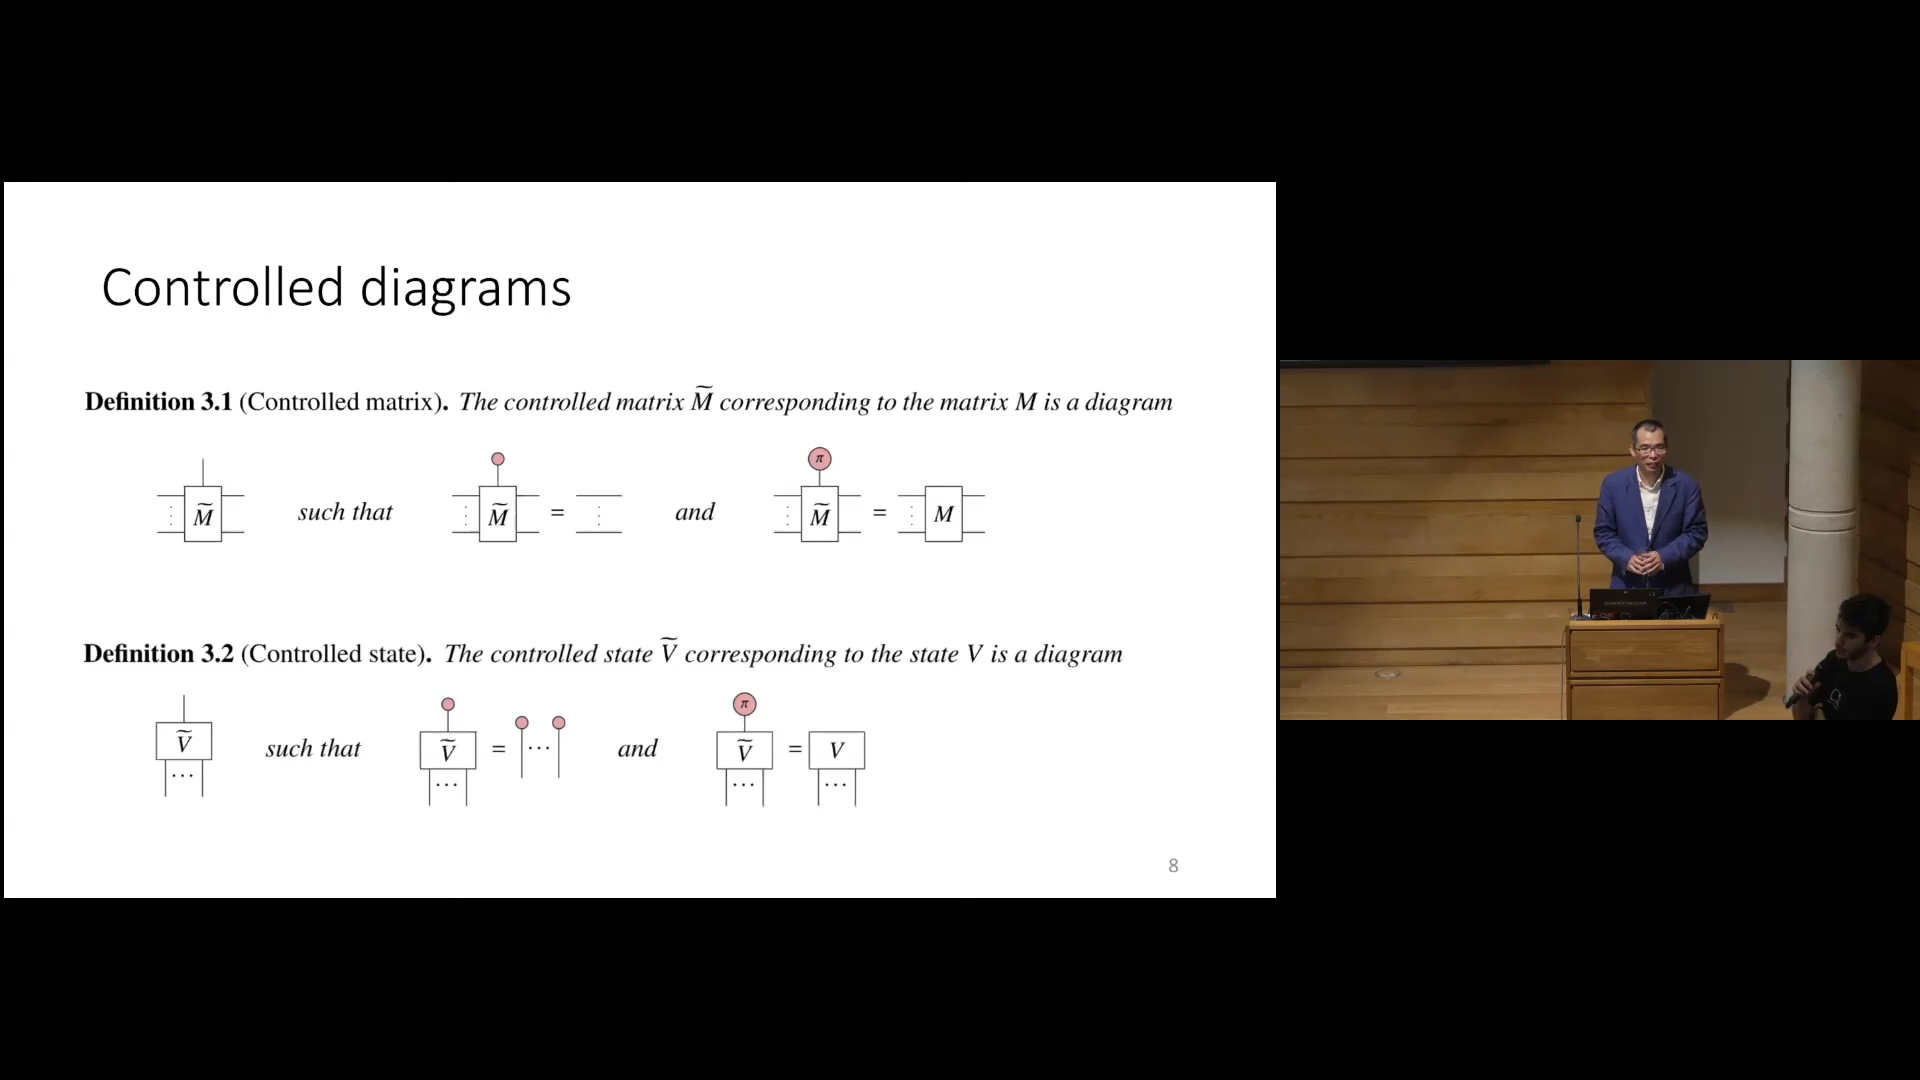 Controlled diagrams
Definition 3.1 (Controlled matrix). The controlled matrix M̃ corresponding to the matrix M is a diagram
π
M̃ such that M̃ = and M̃ = M
Definition 3.2 (Controlled state). The controlled state Ṽ corresponding to the state V is a diagram
π
Ṽ such that Ṽ = ··· and Ṽ = V
··· ··· ··· ···
8